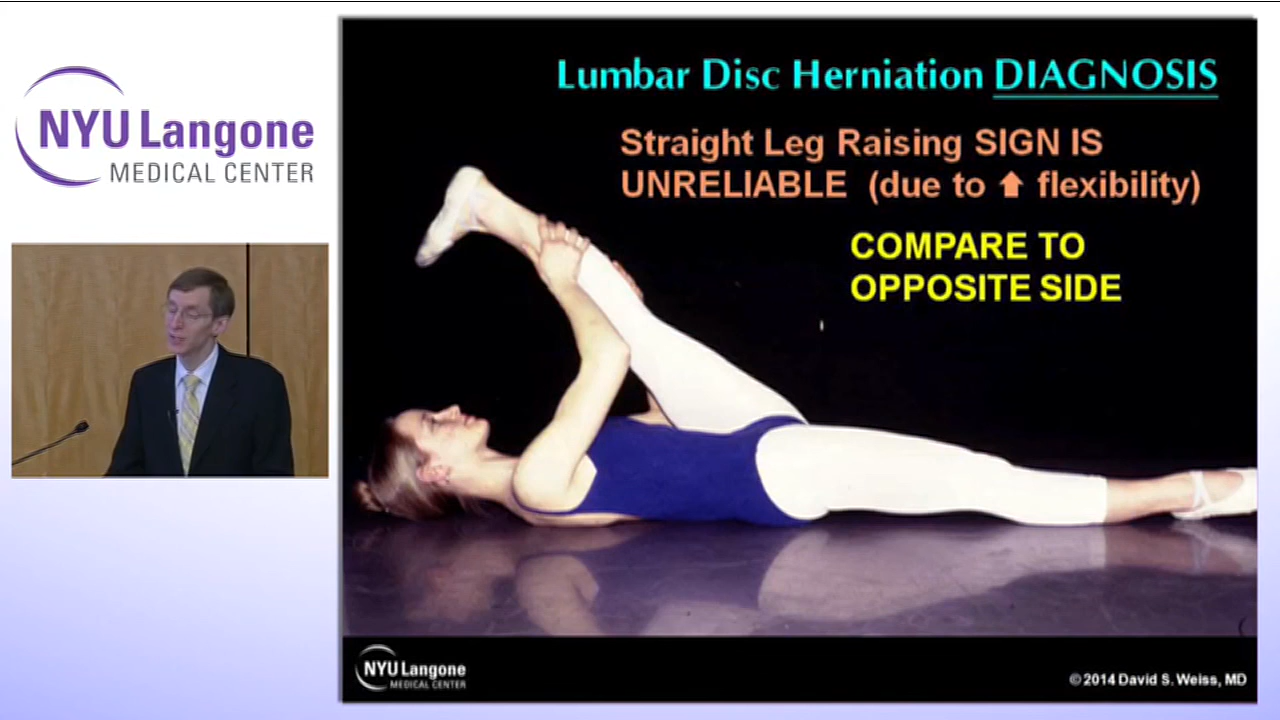 NYU Langone
MEDICAL CENTER
Lumbar Disc Herniation DIAGNOSIS
Straight Leg Raising SIGN IS
UNRELIABLE (due to ⬆ flexibility)
COMPARE TO
OPPOSITE SIDE
NYU Langone
MEDICAL CENTER
©2014 David S. Weiss, MD